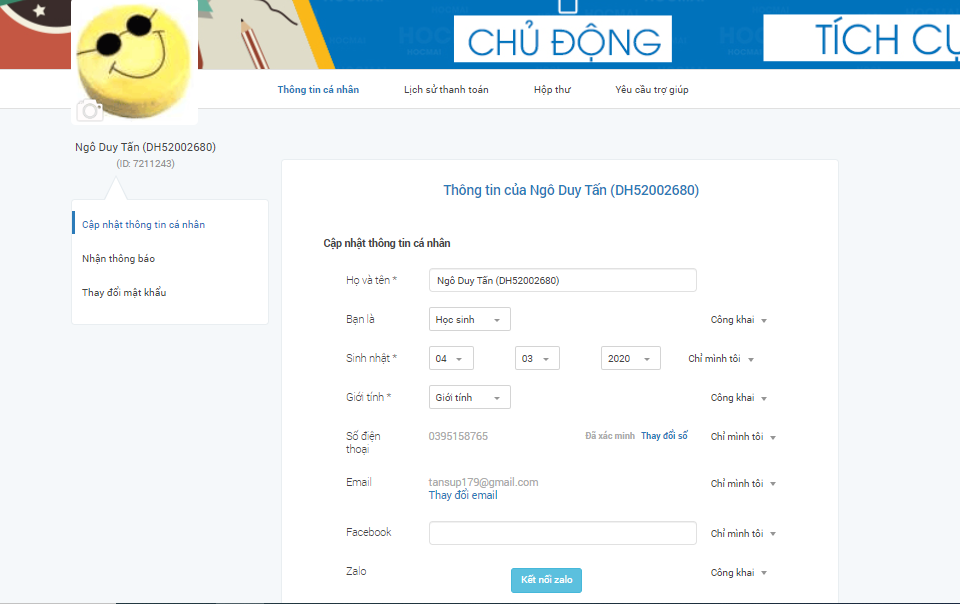 CHỦ ĐỘNG
TÍCH CỰ
Thông tin cá nhân
Lịch sử thanh toán
Hộp thư
Yêu cầu trợ giúp
Ngô Duy Tấn (DH52002680)
(ID: 7211243)
Cập nhật thông tin cá nhân
Nhận thông báo
Thay đổi mật khẩu
Thông tin của Ngô Duy Tấn (DH52002680)
Cập nhật thông tin cá nhân
Họ và tên * Ngô Duy Tấn (DH52002680)
Bạn là Học sinh Công khai
Sinh nhật * 04 03 2020 Chỉ mình tôi
Giới tính * Giới tính Công khai
Số điện thoại 0395158765 Đã xác minh Thay đổi số Chỉ mình tôi
Email tansup179@gmail.com Chỉ mình tôi
Thay đổi email
Facebook Chỉ mình tôi
Zalo Kết nối zalo Công khai